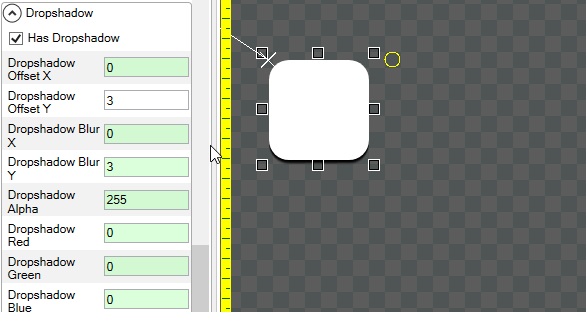 Dropshadow
Has Dropshadow
Dropshadow
Offset X
0
Dropshadow
Offset Y
3
Dropshadow Blur
X
0
Dropshadow Blur
Y
3
Dropshadow
Alpha
255
Dropshadow
Red
0
Dropshadow
Green
0
Dropshadow
Blue
0